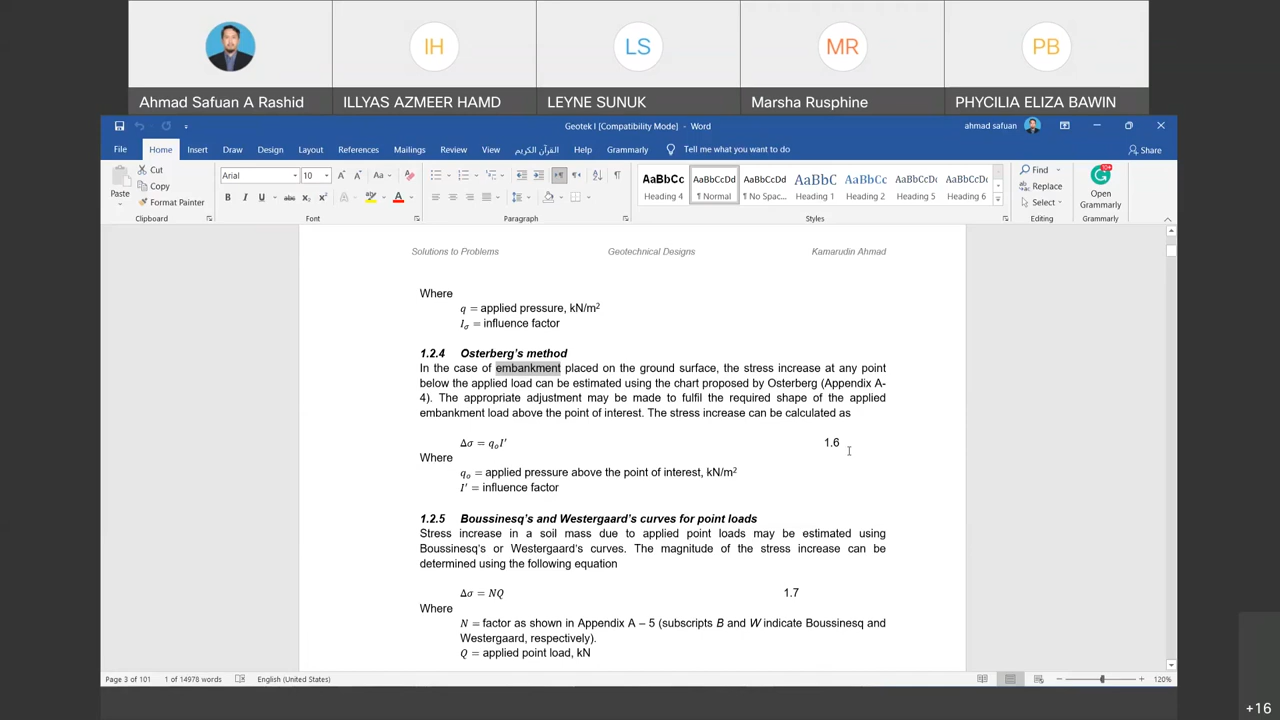 IH
LS
MR
PB
Ahmad Safuan A Rashid
ILLYAS AZMEER HAMD
LEYNE SUNUK
Marsha Rusphine
PHYCILIA ELIZA BAWIN
Geotek I [Compatibility Mode] - Word
ahmad safuan
File Home Insert Draw Design Layout References Mailings Review View القرآن الكريم Help Grammarly Tell me what you want to do Share
Paste
Cut
Copy
Format Painter
Clipboard
Arial 10
Font
Paragraph
AaBbCc AaBbCcDd AaBbCcDd AaBbC AaBbCc AaBbCcDd AaBbCcDd
Heading 4 ¶ Normal ¶ No Spac... Heading 1 Heading 2 Heading 5 Heading 6
Styles
Find
Replace
Select
Editing
Open
Grammarly
Grammarly
Solutions to Problems Geotechnical Designs Kamarudin Ahmad
Where
q = applied pressure, kN/m²
Iσ = influence factor
1.2.4 Osterberg's method
In the case of embankment placed on the ground surface, the stress increase at any point
below the applied load can be estimated using the chart proposed by Osterberg (Appendix A-
4). The appropriate adjustment may be made to fulfil the required shape of the applied
embankment load above the point of interest. The stress increase can be calculated as
Δσ = qₒI′ 1.6
Where
qₒ = applied pressure above the point of interest, kN/m²
I′ = influence factor
1.2.5 Boussinesq's and Westergaard's curves for point loads
Stress increase in a soil mass due to applied point loads may be estimated using
Boussinesq's or Westergaard's curves. The magnitude of the stress increase can be
determined using the following equation
Δσ = NQ 1.7
Where
N = factor as shown in Appendix A – 5 (subscripts B and W indicate Boussinesq and
Westergaard, respectively).
Q = applied point load, kN
Page 3 of 101 1 of 14978 words English (United States) 120%
+16